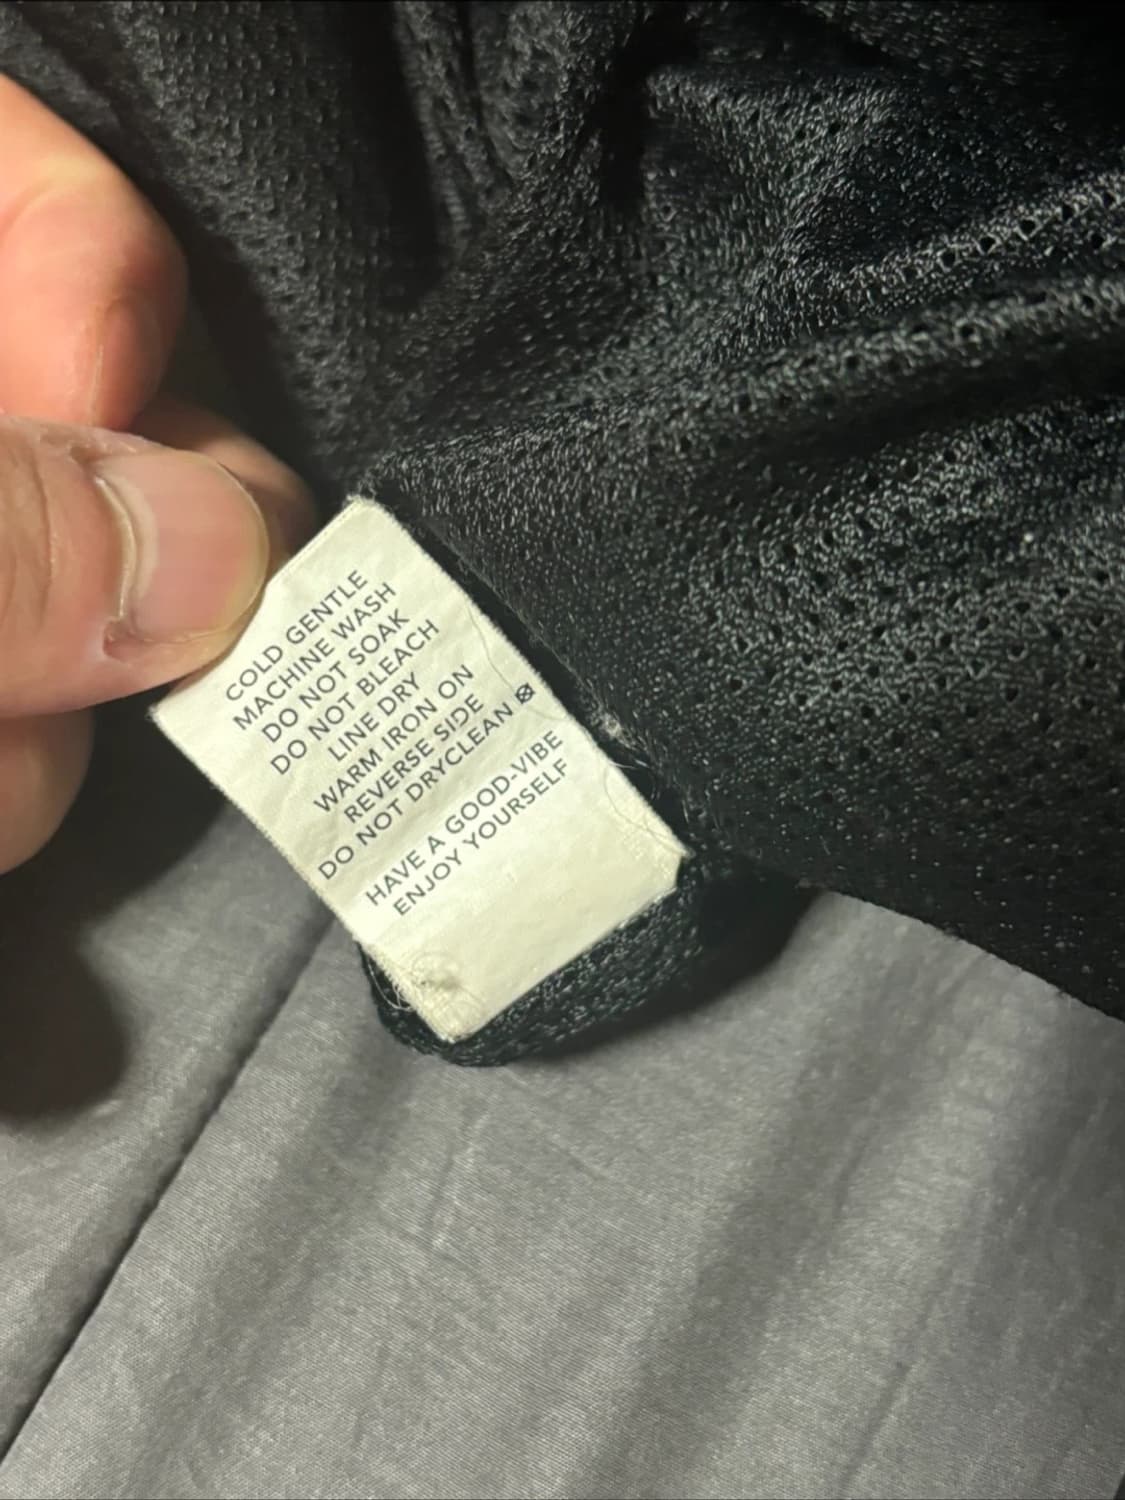 COLD GENTLE
MACHINE WASH
DO NOT SOAK
DO NOT BLEACH
LINE DRY
WARM IRON ON
REVERSE SIDE
DO NOT DRYCLEAN
HAVE A GOOD-VIBE
ENJOY YOURSELF